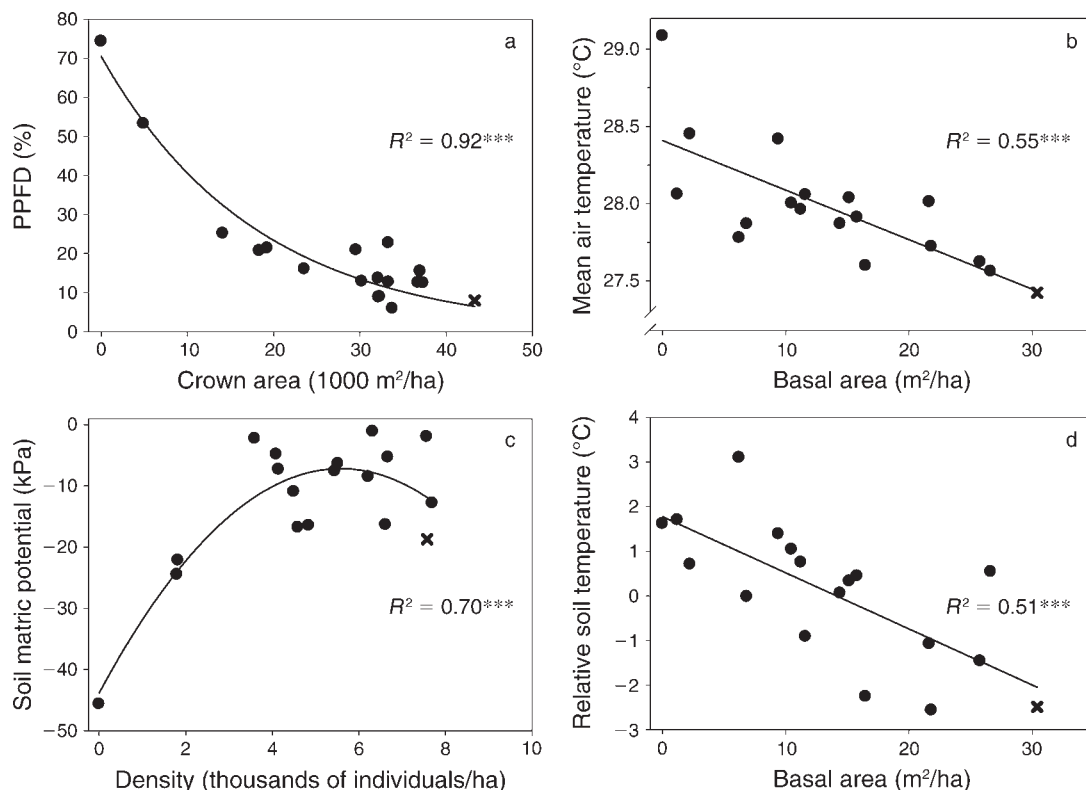 80
70
60
50
40
30
20
10
0
PPFD (%)
a
R² = 0.92***
0 10 20 30 40 50
Crown area (1000 m²/ha)
29.0
28.5
28.0
27.5
Mean air temperature (°C)
b
R² = 0.55***
0 10 20 30
Basal area (m²/ha)
0
−10
−20
−30
−40
−50
Soil matric potential (kPa)
c
R² = 0.70***
0 2 4 6 8 10
Density (thousands of individuals/ha)
4
3
2
1
0
−1
−2
−3
Relative soil temperature (°C)
d
R² = 0.51***
0 10 20 30
Basal area (m²/ha)